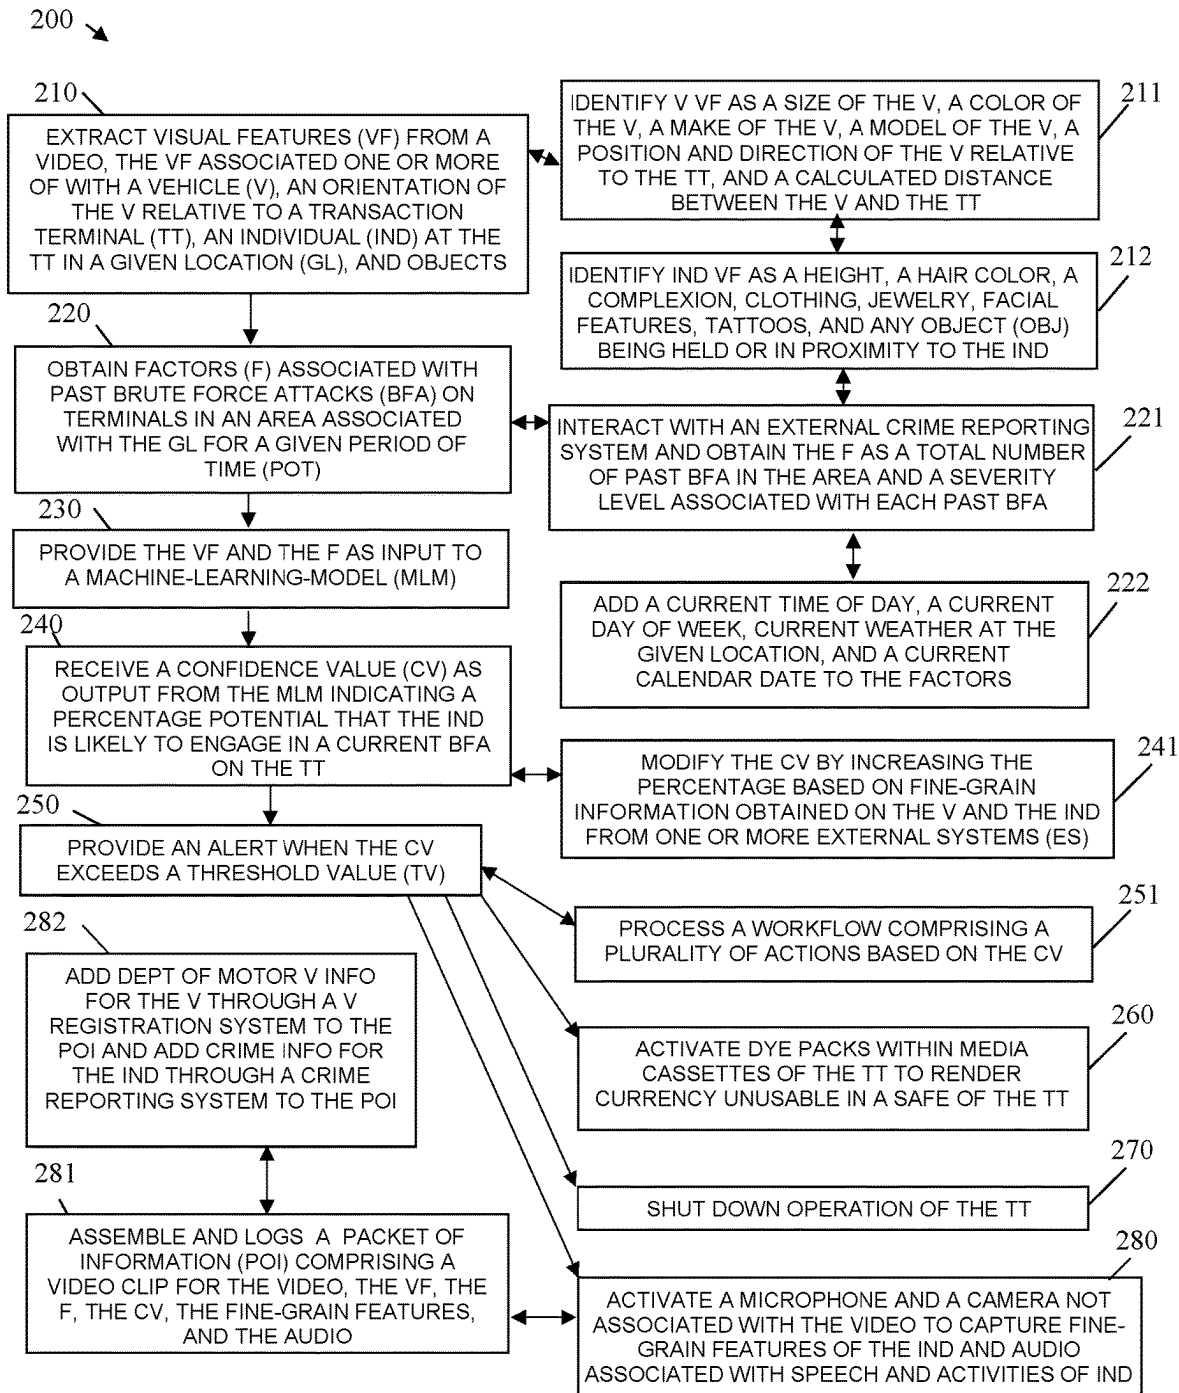 200
210
EXTRACT VISUAL FEATURES (VF) FROM A
VIDEO, THE VF ASSOCIATED ONE OR MORE
OF WITH A VEHICLE (V), AN ORIENTATION OF
THE V RELATIVE TO A TRANSACTION
TERMINAL (TT), AN INDIVIDUAL (IND) AT THE
TT IN A GIVEN LOCATION (GL), AND OBJECTS
211
IDENTIFY V VF AS A SIZE OF THE V, A COLOR OF
THE V, A MAKE OF THE V, A MODEL OF THE V, A
POSITION AND DIRECTION OF THE V RELATIVE
TO THE TT, AND A CALCULATED DISTANCE
BETWEEN THE V AND THE TT
212
IDENTIFY IND VF AS A HEIGHT, A HAIR COLOR, A
COMPLEXION, CLOTHING, JEWELRY, FACIAL
FEATURES, TATTOOS, AND ANY OBJECT (OBJ)
BEING HELD OR IN PROXIMITY TO THE IND
220
OBTAIN FACTORS (F) ASSOCIATED WITH
PAST BRUTE FORCE ATTACKS (BFA) ON
TERMINALS IN AN AREA ASSOCIATED
WITH THE GL FOR A GIVEN PERIOD OF
TIME (POT)
221
INTERACT WITH AN EXTERNAL CRIME REPORTING
SYSTEM AND OBTAIN THE F AS A TOTAL NUMBER
OF PAST BFA IN THE AREA AND A SEVERITY
LEVEL ASSOCIATED WITH EACH PAST BFA
230
PROVIDE THE VF AND THE F AS INPUT TO
A MACHINE-LEARNING-MODEL (MLM)
222
ADD A CURRENT TIME OF DAY, A CURRENT
DAY OF WEEK, CURRENT WEATHER AT THE
GIVEN LOCATION, AND A CURRENT
CALENDAR DATE TO THE FACTORS
240
RECEIVE A CONFIDENCE VALUE (CV) AS
OUTPUT FROM THE MLM INDICATING A
PERCENTAGE POTENTIAL THAT THE IND
IS LIKELY TO ENGAGE IN A CURRENT BFA
ON THE TT
241
MODIFY THE CV BY INCREASING THE
PERCENTAGE BASED ON FINE-GRAIN
INFORMATION OBTAINED ON THE V AND THE IND
FROM ONE OR MORE EXTERNAL SYSTEMS (ES)
250
PROVIDE AN ALERT WHEN THE CV
EXCEEDS A THRESHOLD VALUE (TV)
251
PROCESS A WORKFLOW COMPRISING A
PLURALITY OF ACTIONS BASED ON THE CV
260
ACTIVATE DYE PACKS WITHIN MEDIA
CASSETTES OF THE TT TO RENDER
CURRENCY UNUSABLE IN A SAFE OF THE TT
270
SHUT DOWN OPERATION OF THE TT
280
ACTIVATE A MICROPHONE AND A CAMERA NOT
ASSOCIATED WITH THE VIDEO TO CAPTURE FINE-
GRAIN FEATURES OF THE IND AND AUDIO
ASSOCIATED WITH SPEECH AND ACTIVITIES OF IND
282
ADD DEPT OF MOTOR V INFO
FOR THE V THROUGH A V
REGISTRATION SYSTEM TO THE
POI AND ADD CRIME INFO FOR
THE IND THROUGH A CRIME
REPORTING SYSTEM TO THE POI
281
ASSEMBLE AND LOGS A PACKET OF
INFORMATION (POI) COMPRISING A
VIDEO CLIP FOR THE VIDEO, THE VF, THE
F, THE CV, THE FINE-GRAIN FEATURES,
AND THE AUDIO